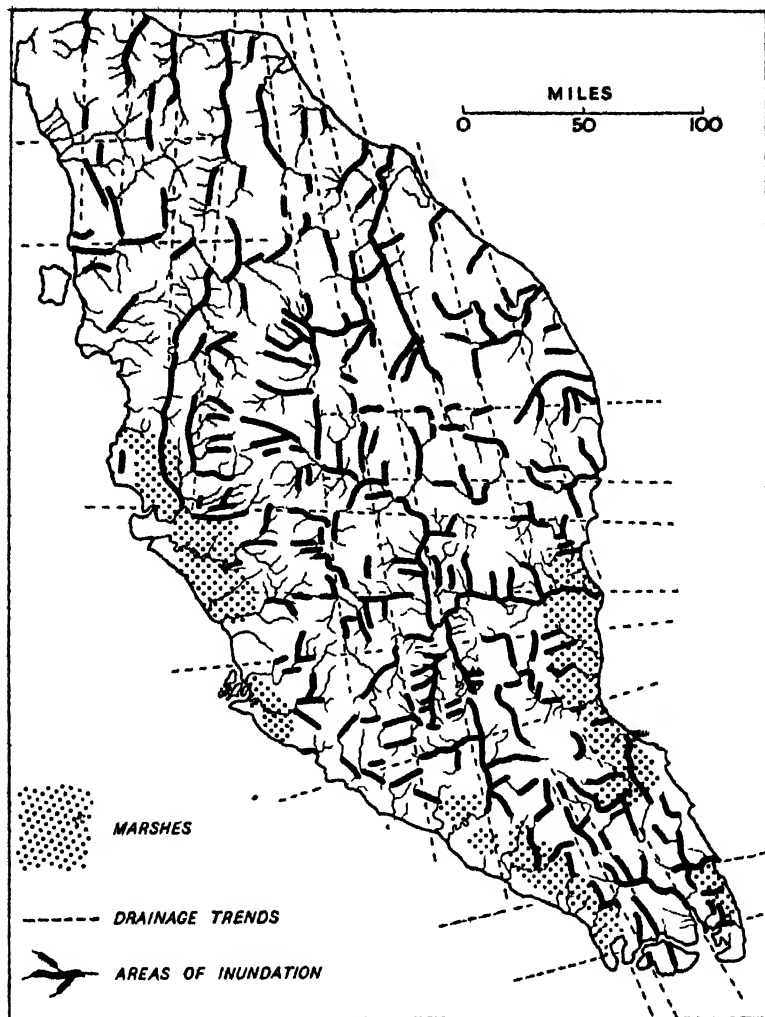 MILES
0 50 100
MARSHES
DRAINAGE TRENDS
AREAS OF INUNDATION